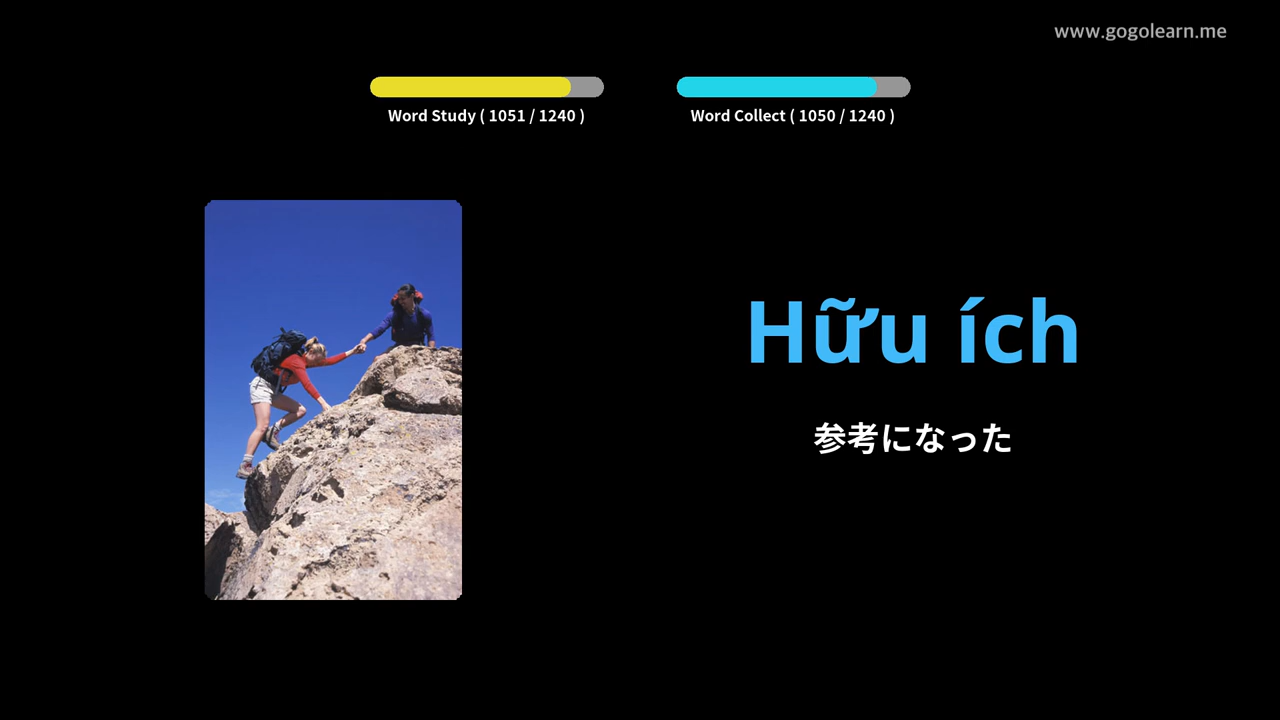 www.gogolearn.me
Word Study ( 1051 / 1240 )
Word Collect ( 1050 / 1240 )
Hữu ích
参考になった